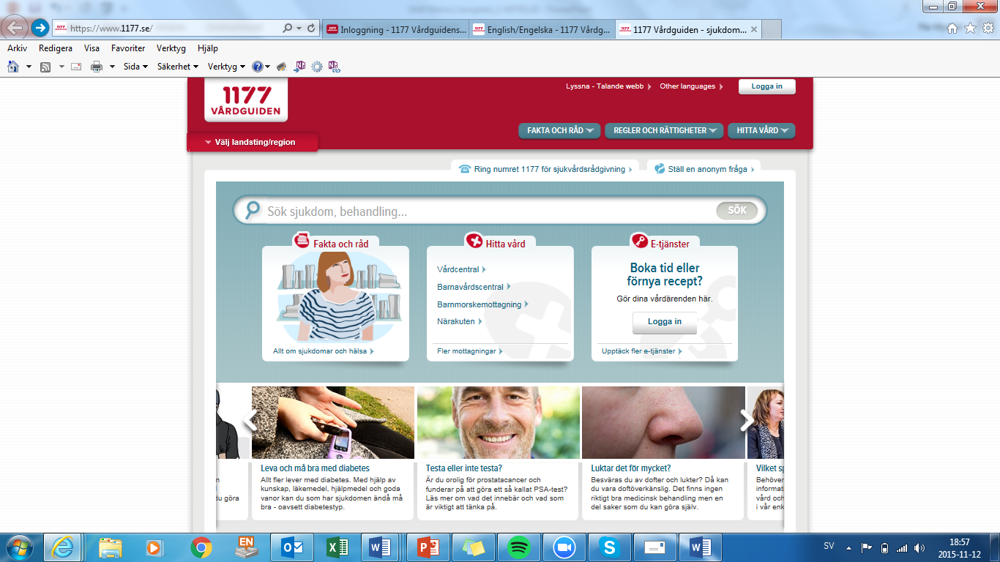 https://www.1177.se/
Inloggning - 1177 Vårdguidens...
English/Engelska - 1177 Vårdg...
1177 Vårdguiden - sjukdom...
Arkiv Redigera Visa Favoriter Verktyg Hjälp
Sida Säkerhet Verktyg
1177
VÅRDGUIDEN
Lyssna - Talande webb Other languages Logga in
Välj landsting/region
FAKTA OCH RÅD REGLER OCH RÄTTIGHETER HITTA VÅRD
Ring numret 1177 för sjukvårdsrådgivning Ställ en anonym fråga
Sök sjukdom, behandling... SÖK
Fakta och råd
Allt om sjukdomar och hälsa
Hitta vård
Vårdcentral
Barnavårdscentral
Barnmorskemottagning
Närakuten
Fler mottagningar
E-tjänster
Boka tid eller
förnya recept?
Gör dina vårdärenden här.
Logga in
Upptäck fler e-tjänster
n
du göra
Leva och må bra med diabetes
Allt fler lever med diabetes. Med hjälp av
kunskap, läkemedel, hjälpmedel och goda
vanor kan du som har sjukdomen ändå må
bra - oavsett diabetestyp.
Testa eller inte testa?
Är du orolig för prostatacancer och
funderar på att göra ett så kallat PSA-test?
Läs mer om vad det innebär och vad som
är viktigt att tänka på.
Luktar det för mycket?
Besväras du av dofter och lukter? Då kan
du vara doftöverkänslig. Det finns ingen
riktigt bra medicinsk behandling men en
del saker som du kan göra själv.
Vilket sp
Behöver
informati
vård och
i vår enk
EN
SV
18:57
2015-11-12